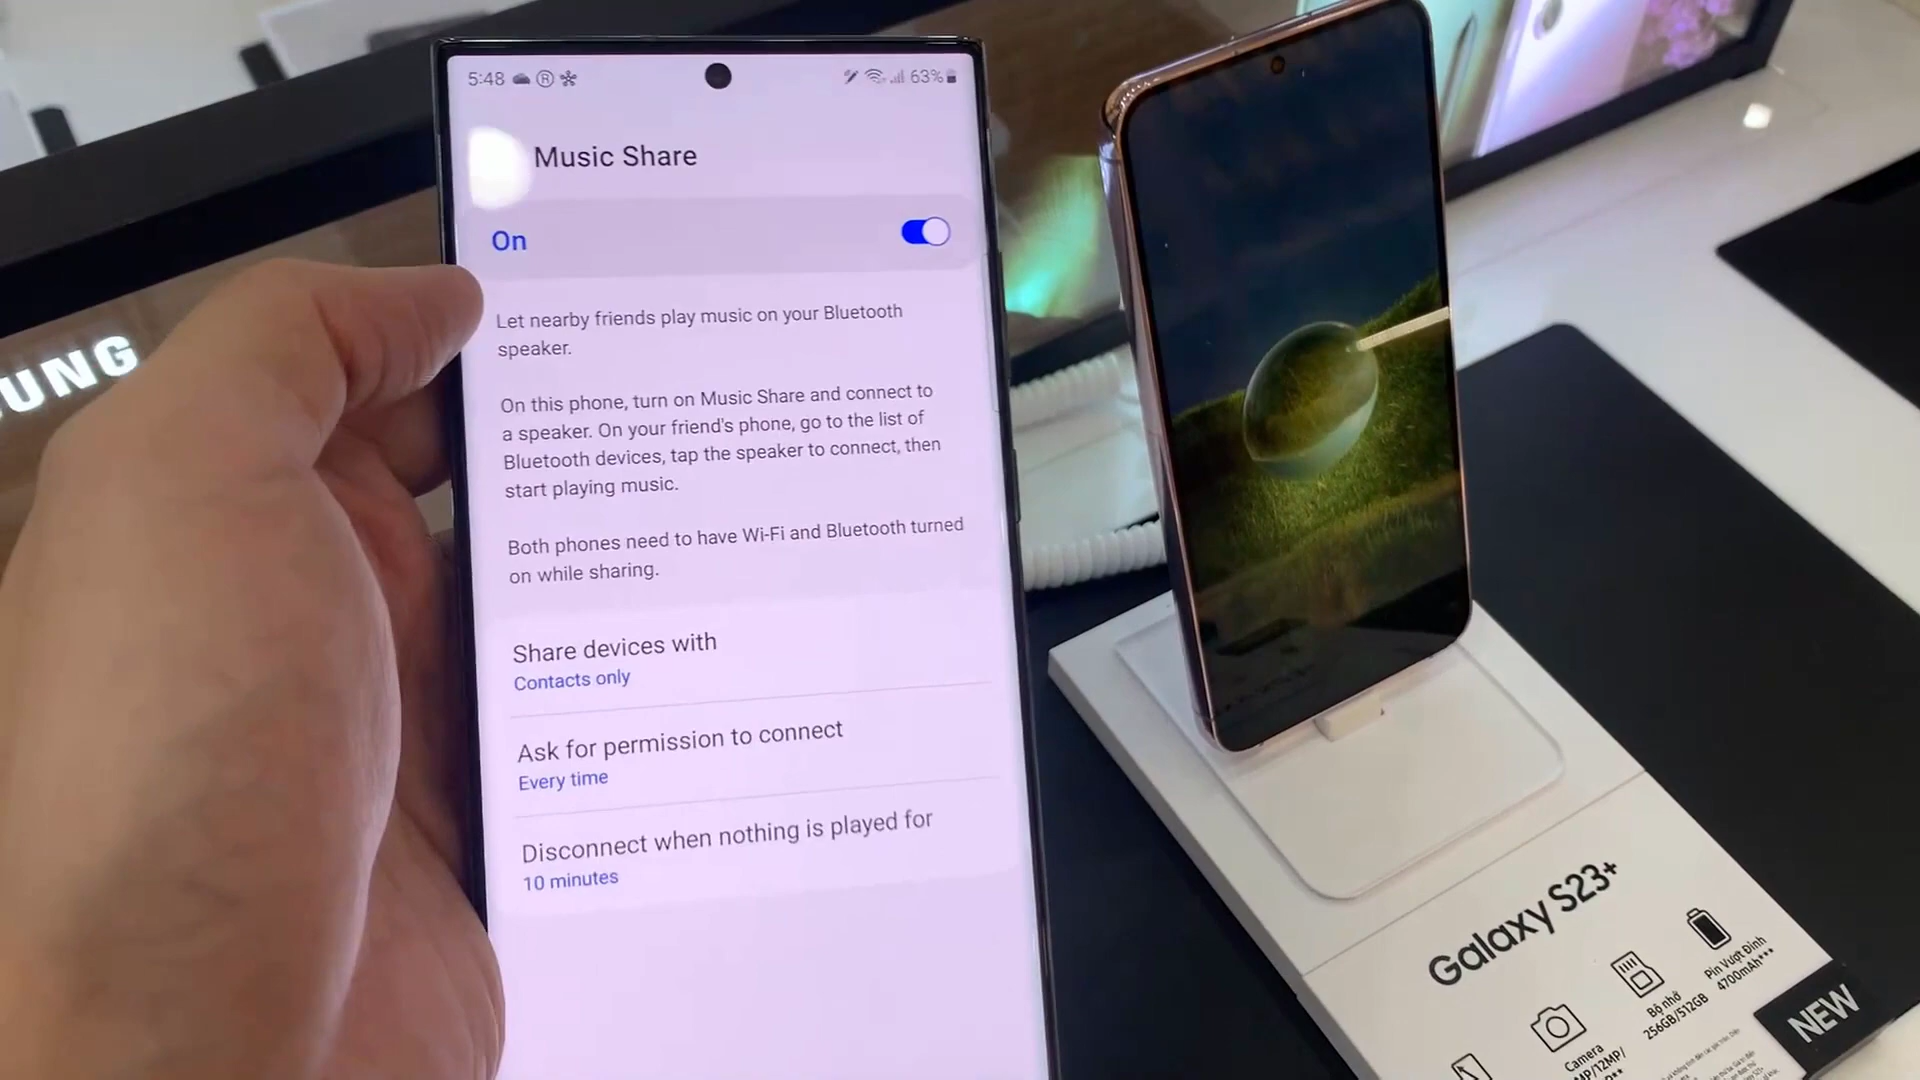 5:48
63%
Music Share
On
Let nearby friends play music on your Bluetooth
speaker.
On this phone, turn on Music Share and connect to
a speaker. On your friend's phone, go to the list of
Bluetooth devices, tap the speaker to connect, then
start playing music.
Both phones need to have Wi-Fi and Bluetooth turned
on while sharing.
Share devices with
Contacts only
Ask for permission to connect
Every time
Disconnect when nothing is played for
10 minutes
UNG
Galaxy S23+
Pin Vượt Đỉnh
4700mAh***
Bộ nhớ
256GB/512GB
Camera
MP/12MP/
NEW